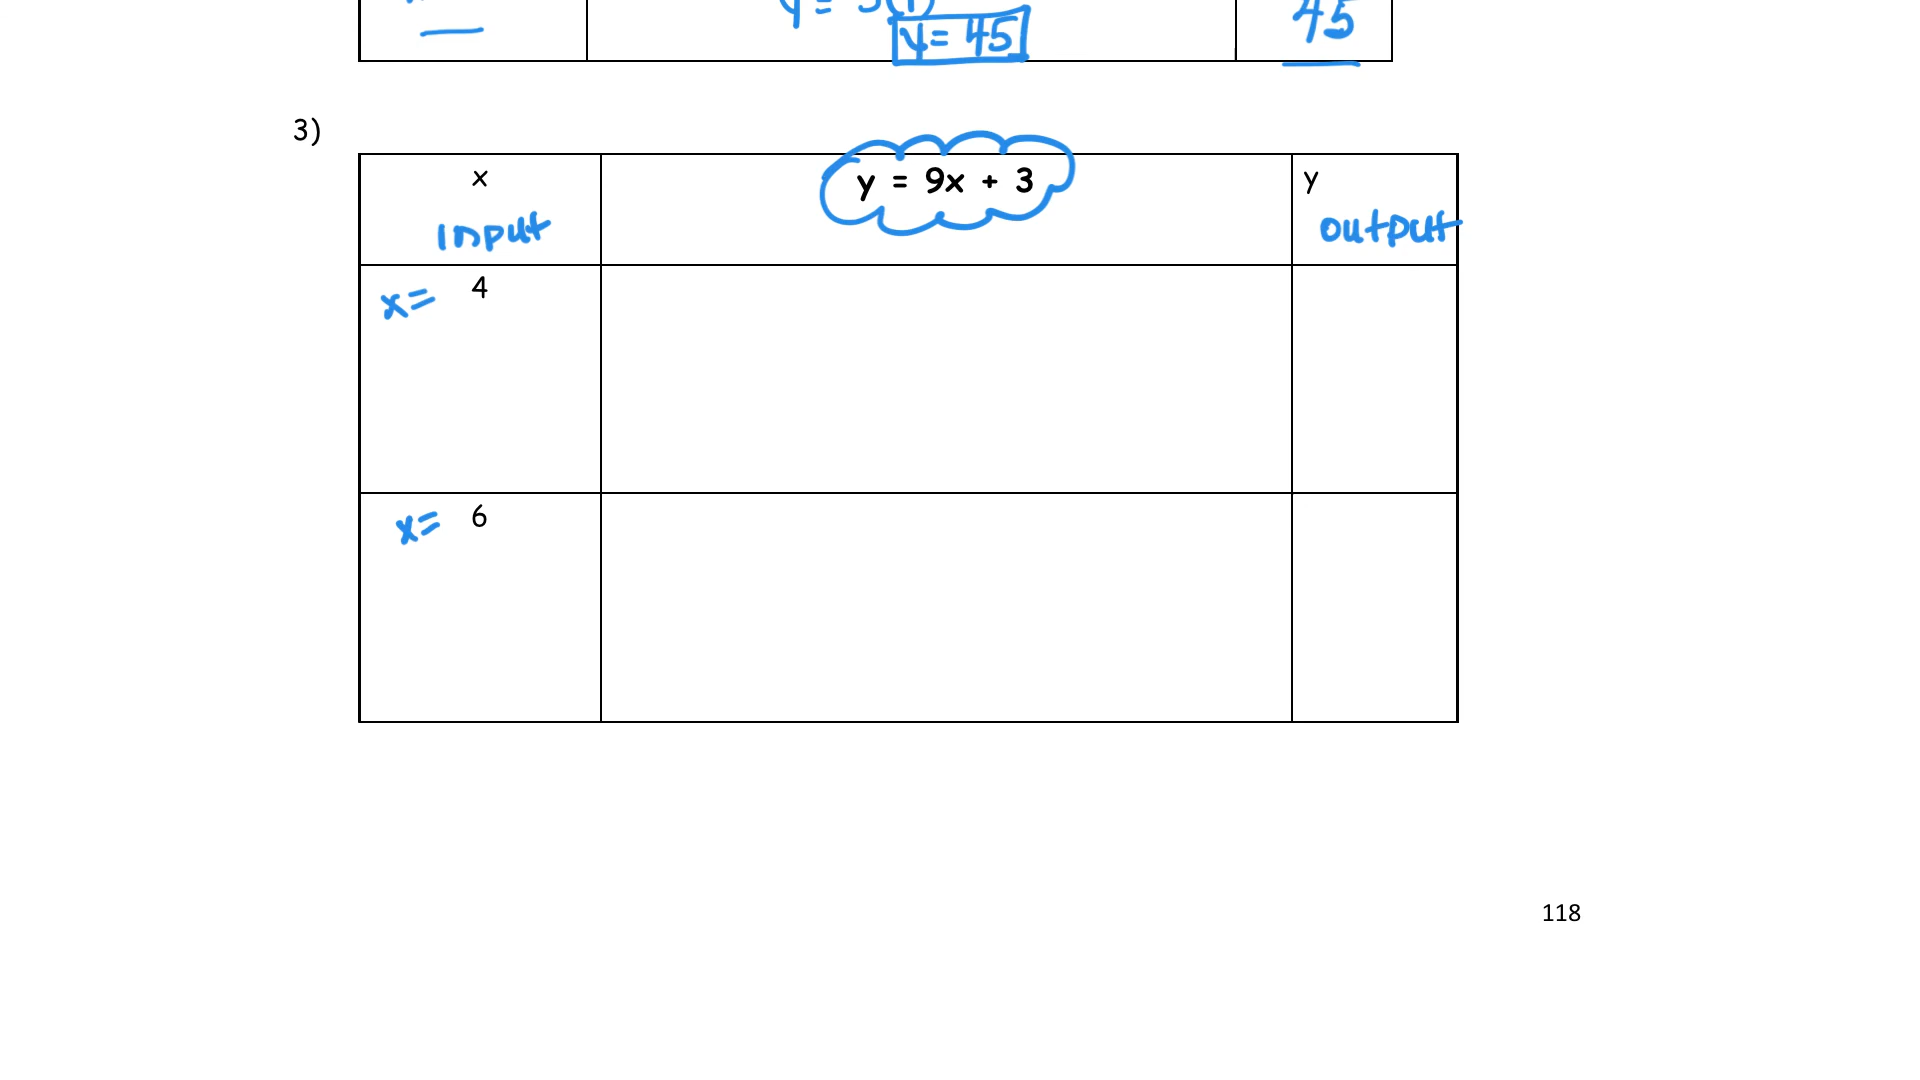 y = 45
45
3)
x
y = 9x + 3
y
input
output
x= 4
x= 6
118